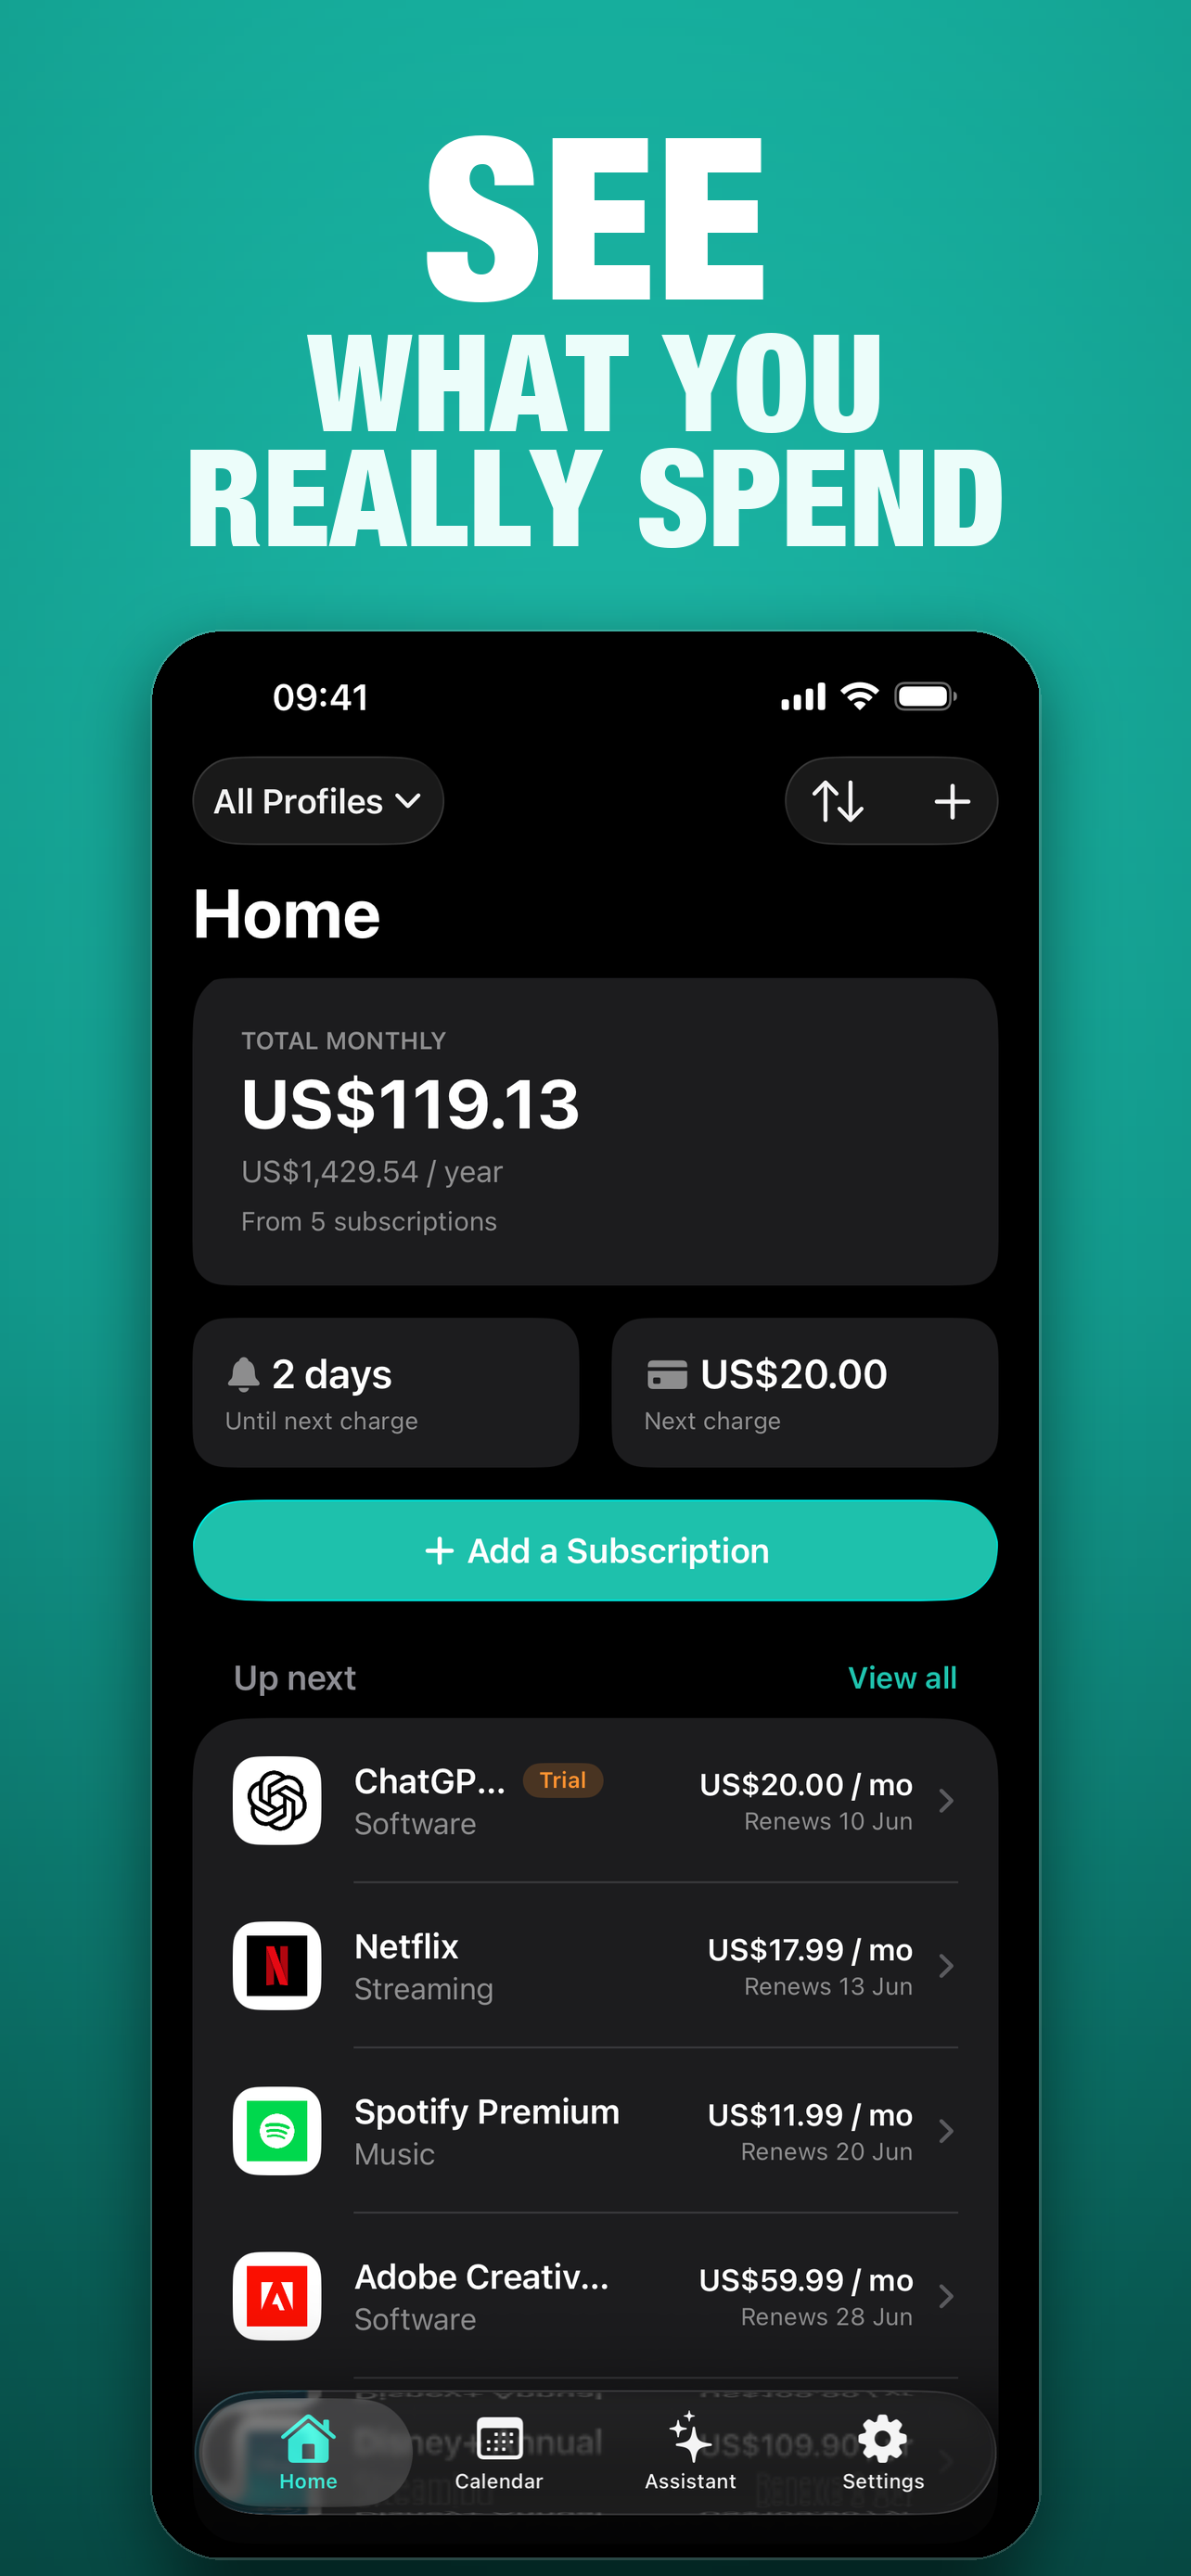 SEE
WHAT YOU
REALLY SPEND
09:41
All Profiles
Home
TOTAL MONTHLY
US$119.13
US$1,429.54 / year
From 5 subscriptions
2 days
Until next charge
US$20.00
Next charge
+ Add a Subscription
Up next
View all
ChatGP...
Trial
US$20.00 / mo
Software
Renews 10 Jun
Netflix
US$17.99 / mo
Streaming
Renews 13 Jun
Spotify Premium
US$11.99 / mo
Music
Renews 20 Jun
Adobe Creativ...
US$59.99 / mo
Software
Renews 28 Jun
Home
Calendar
Assistant
Settings